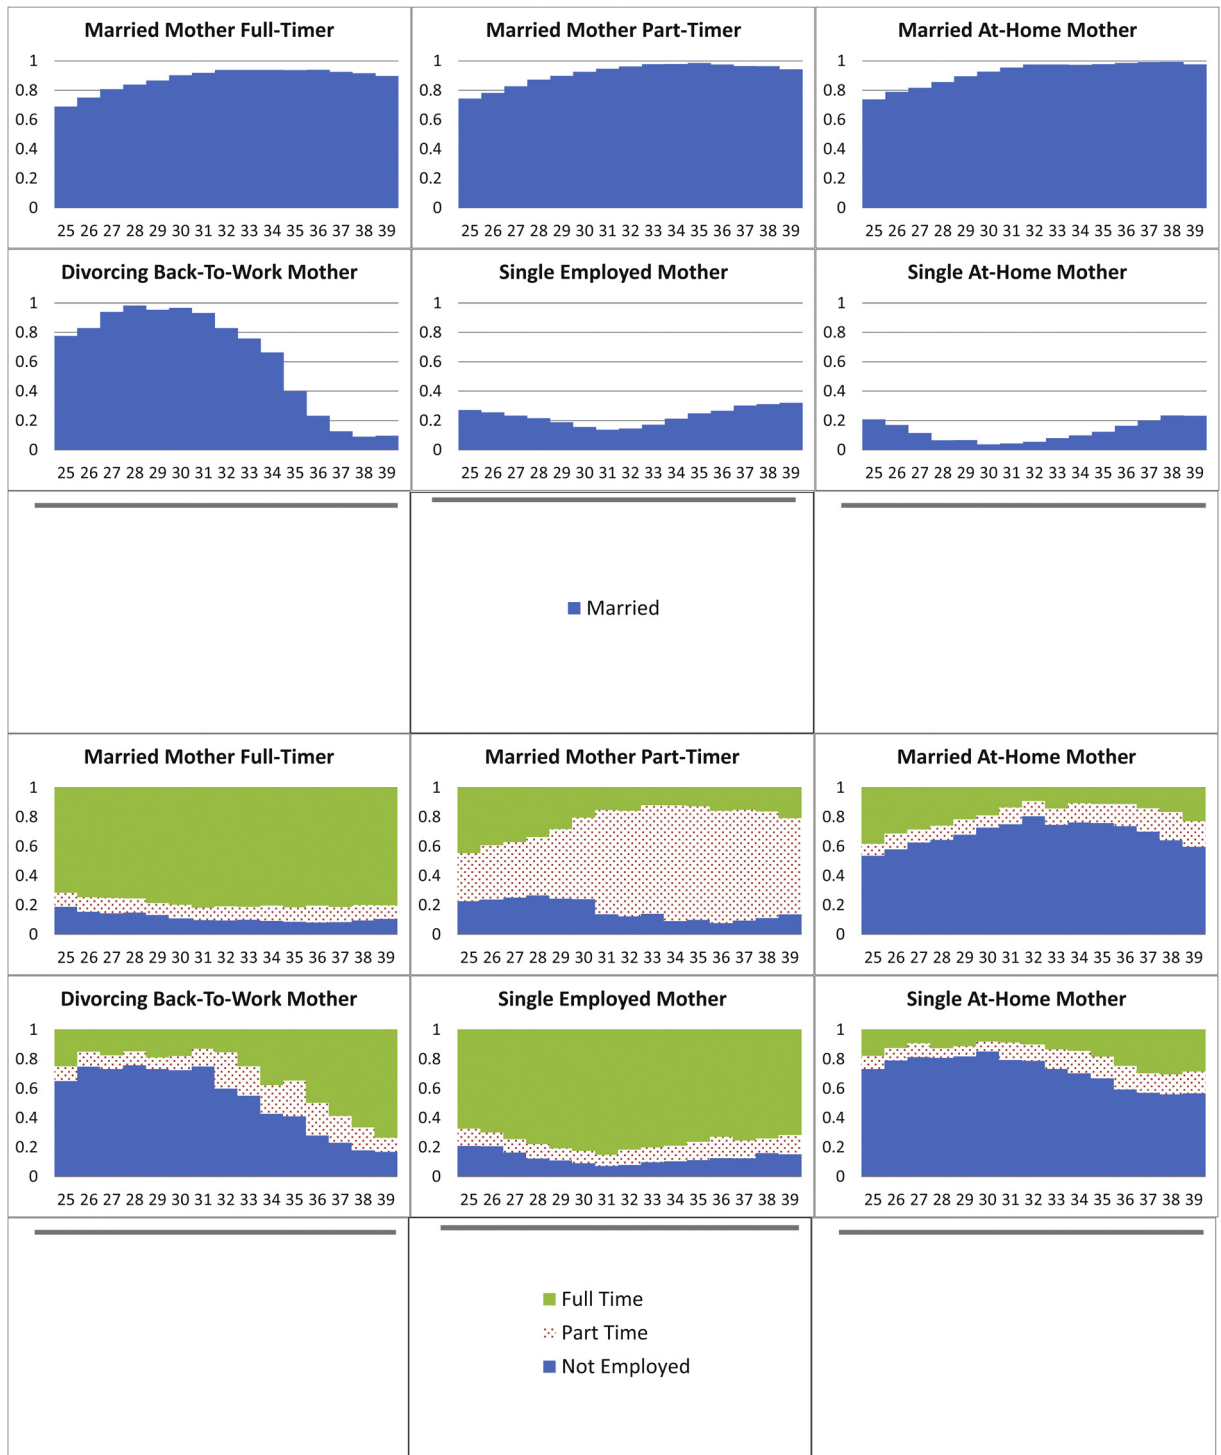 Married Mother Full-Timer
Married Mother Part-Timer
Married At-Home Mother
1
0.8
0.6
0.4
0.2
0
25 26 27 28 29 30 31 32 33 34 35 36 37 38 39
1
0.8
0.6
0.4
0.2
0
25 26 27 28 29 30 31 32 33 34 35 36 37 38 39
1
0.8
0.6
0.4
0.2
0
25 26 27 28 29 30 31 32 33 34 35 36 37 38 39
Divorcing Back-To-Work Mother
Single Employed Mother
Single At-Home Mother
1
0.8
0.6
0.4
0.2
0
25 26 27 28 29 30 31 32 33 34 35 36 37 38 39
1
0.8
0.6
0.4
0.2
0
25 26 27 28 29 30 31 32 33 34 35 36 37 38 39
1
0.8
0.6
0.4
0.2
0
25 26 27 28 29 30 31 32 33 34 35 36 37 38 39
Married
Married Mother Full-Timer
Married Mother Part-Timer
Married At-Home Mother
1
0.8
0.6
0.4
0.2
0
25 26 27 28 29 30 31 32 33 34 35 36 37 38 39
1
0.8
0.6
0.4
0.2
0
25 26 27 28 29 30 31 32 33 34 35 36 37 38 39
1
0.8
0.6
0.4
0.2
0
25 26 27 28 29 30 31 32 33 34 35 36 37 38 39
Divorcing Back-To-Work Mother
Single Employed Mother
Single At-Home Mother
1
0.8
0.6
0.4
0.2
0
25 26 27 28 29 30 31 32 33 34 35 36 37 38 39
1
0.8
0.6
0.4
0.2
0
25 26 27 28 29 30 31 32 33 34 35 36 37 38 39
1
0.8
0.6
0.4
0.2
0
25 26 27 28 29 30 31 32 33 34 35 36 37 38 39
Full Time
Part Time
Not Employed